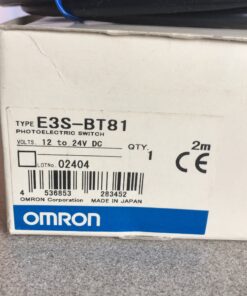 TYPE E3S-BT81
PHOTOELECTRIC SWITCH
VOLTS. 12 to 24V DC
QTY. 1
2m
LOTNo. 02404
CE
4 536853 283452
OMRON Corporation MADE IN JAPAN
OMRON